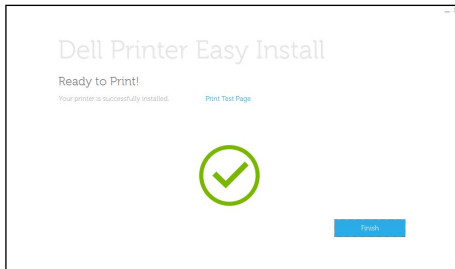 Dell Printer Easy Install
Ready to Print!
Your printer is successfully installed. Print Test Page
Finish